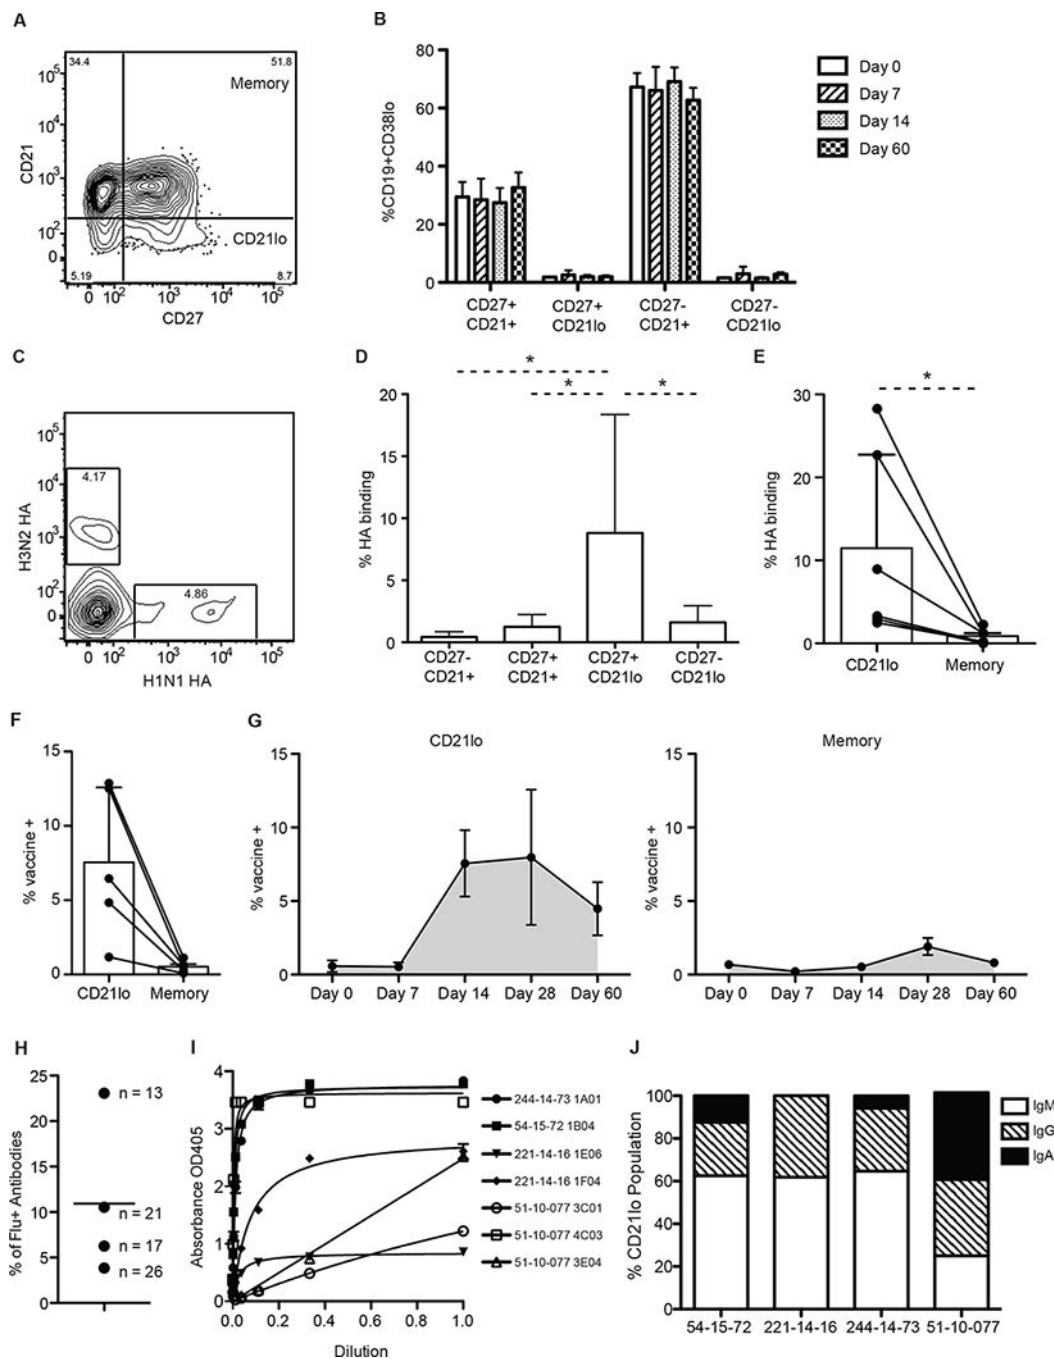 A
34.4
51.8
Memory
CD21lo
5.19
8.7
10^5
10^4
10^3
10^2
0
CD21
0 10^2 10^3 10^4 10^5
CD27
B
80
60
40
20
0
%CD19+CD38lo
CD27+ CD27+ CD27- CD27-
CD21+ CD21lo CD21+ CD21lo
Day 0
Day 7
Day 14
Day 60
C
4.17
4.86
10^5
10^4
10^3
10^2
0
H3N2 HA
0 10^2 10^3 10^4 10^5
H1N1 HA
D
*
* *
20
15
10
5
0
% HA binding
CD27- CD27+ CD27+ CD27-
CD21+ CD21+ CD21lo CD21lo
E
*
30
20
10
0
% HA binding
CD21lo Memory
F
15
10
5
0
% vaccine +
CD21lo Memory
G
CD21lo
15
10
5
0
% vaccine +
Day 0 Day 7 Day 14 Day 28 Day 60
Memory
15
10
5
0
% vaccine +
Day 0 Day 7 Day 14 Day 28 Day 60
H
25
20
15
10
5
0
% of Flu+ Antibodies
n = 13
n = 21
n = 17
n = 26
I
4
3
2
1
0
Absorbance OD405
0.0 0.2 0.4 0.6 0.8 1.0
Dilution
244-14-73 1A01
54-15-72 1B04
221-14-16 1E06
221-14-16 1F04
51-10-077 3C01
51-10-077 4C03
51-10-077 3E04
J
100
80
60
40
20
0
% CD21lo Population
54-15-72 221-14-16 244-14-73 51-10-077
IgM
IgG
IgA